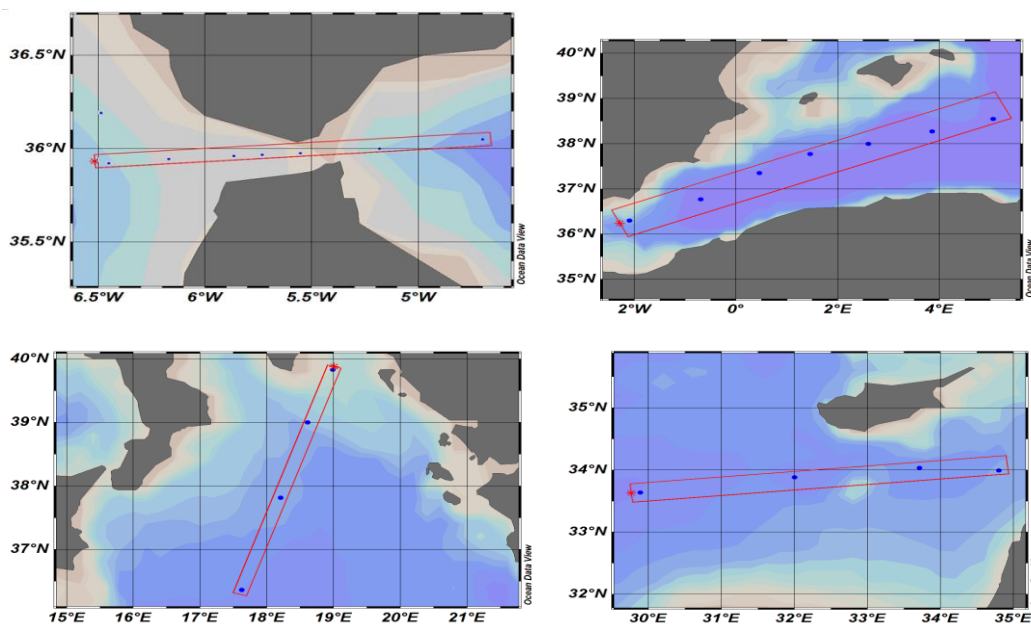 36.5°N
36°N
35.5°N
6.5°W 6°W 5.5°W 5°W
Ocean Data View
40°N
39°N
38°N
37°N
36°N
35°N
2°W 0° 2°E 4°E
Ocean Data View
40°N
39°N
38°N
37°N
15°E 16°E 17°E 18°E 19°E 20°E 21°E
Ocean Data View
35°N
34°N
33°N
32°N
30°E 31°E 32°E 33°E 34°E 35°E
Ocean Data View